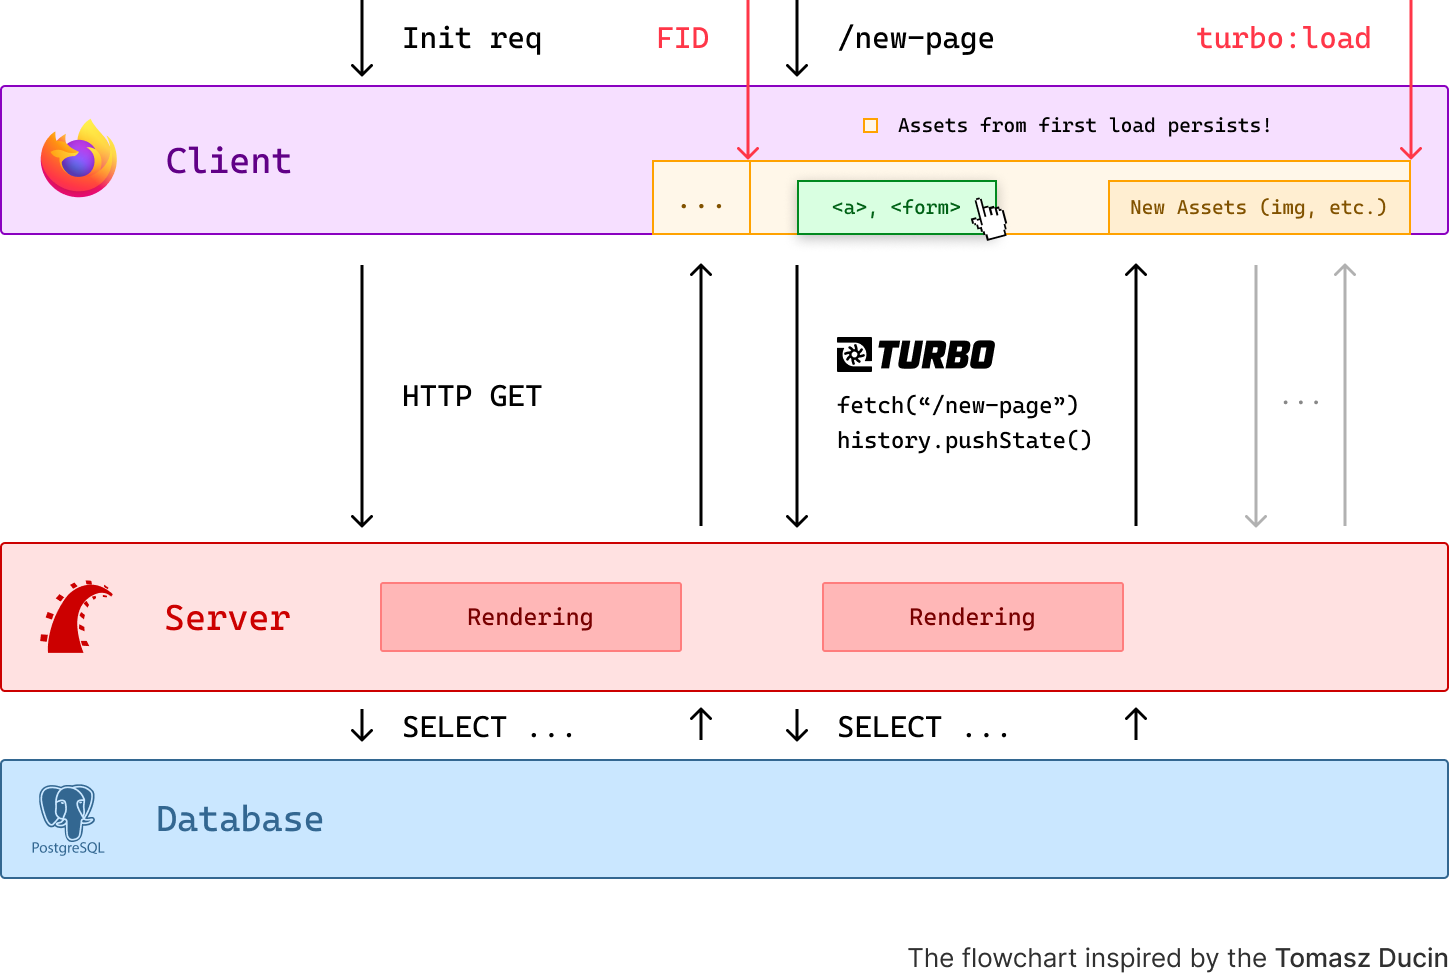 Init req
FID
/new-page
turbo:load
Assets from first load persists!
Client
...
<a>, <form>
New Assets (img, etc.)
TURBO
HTTP GET
fetch(“/new-page”)
...
history.pushState()
Server
Rendering
Rendering
SELECT ...
SELECT ...
Database
PostgreSQL
The flowchart inspired by the Tomasz Ducin